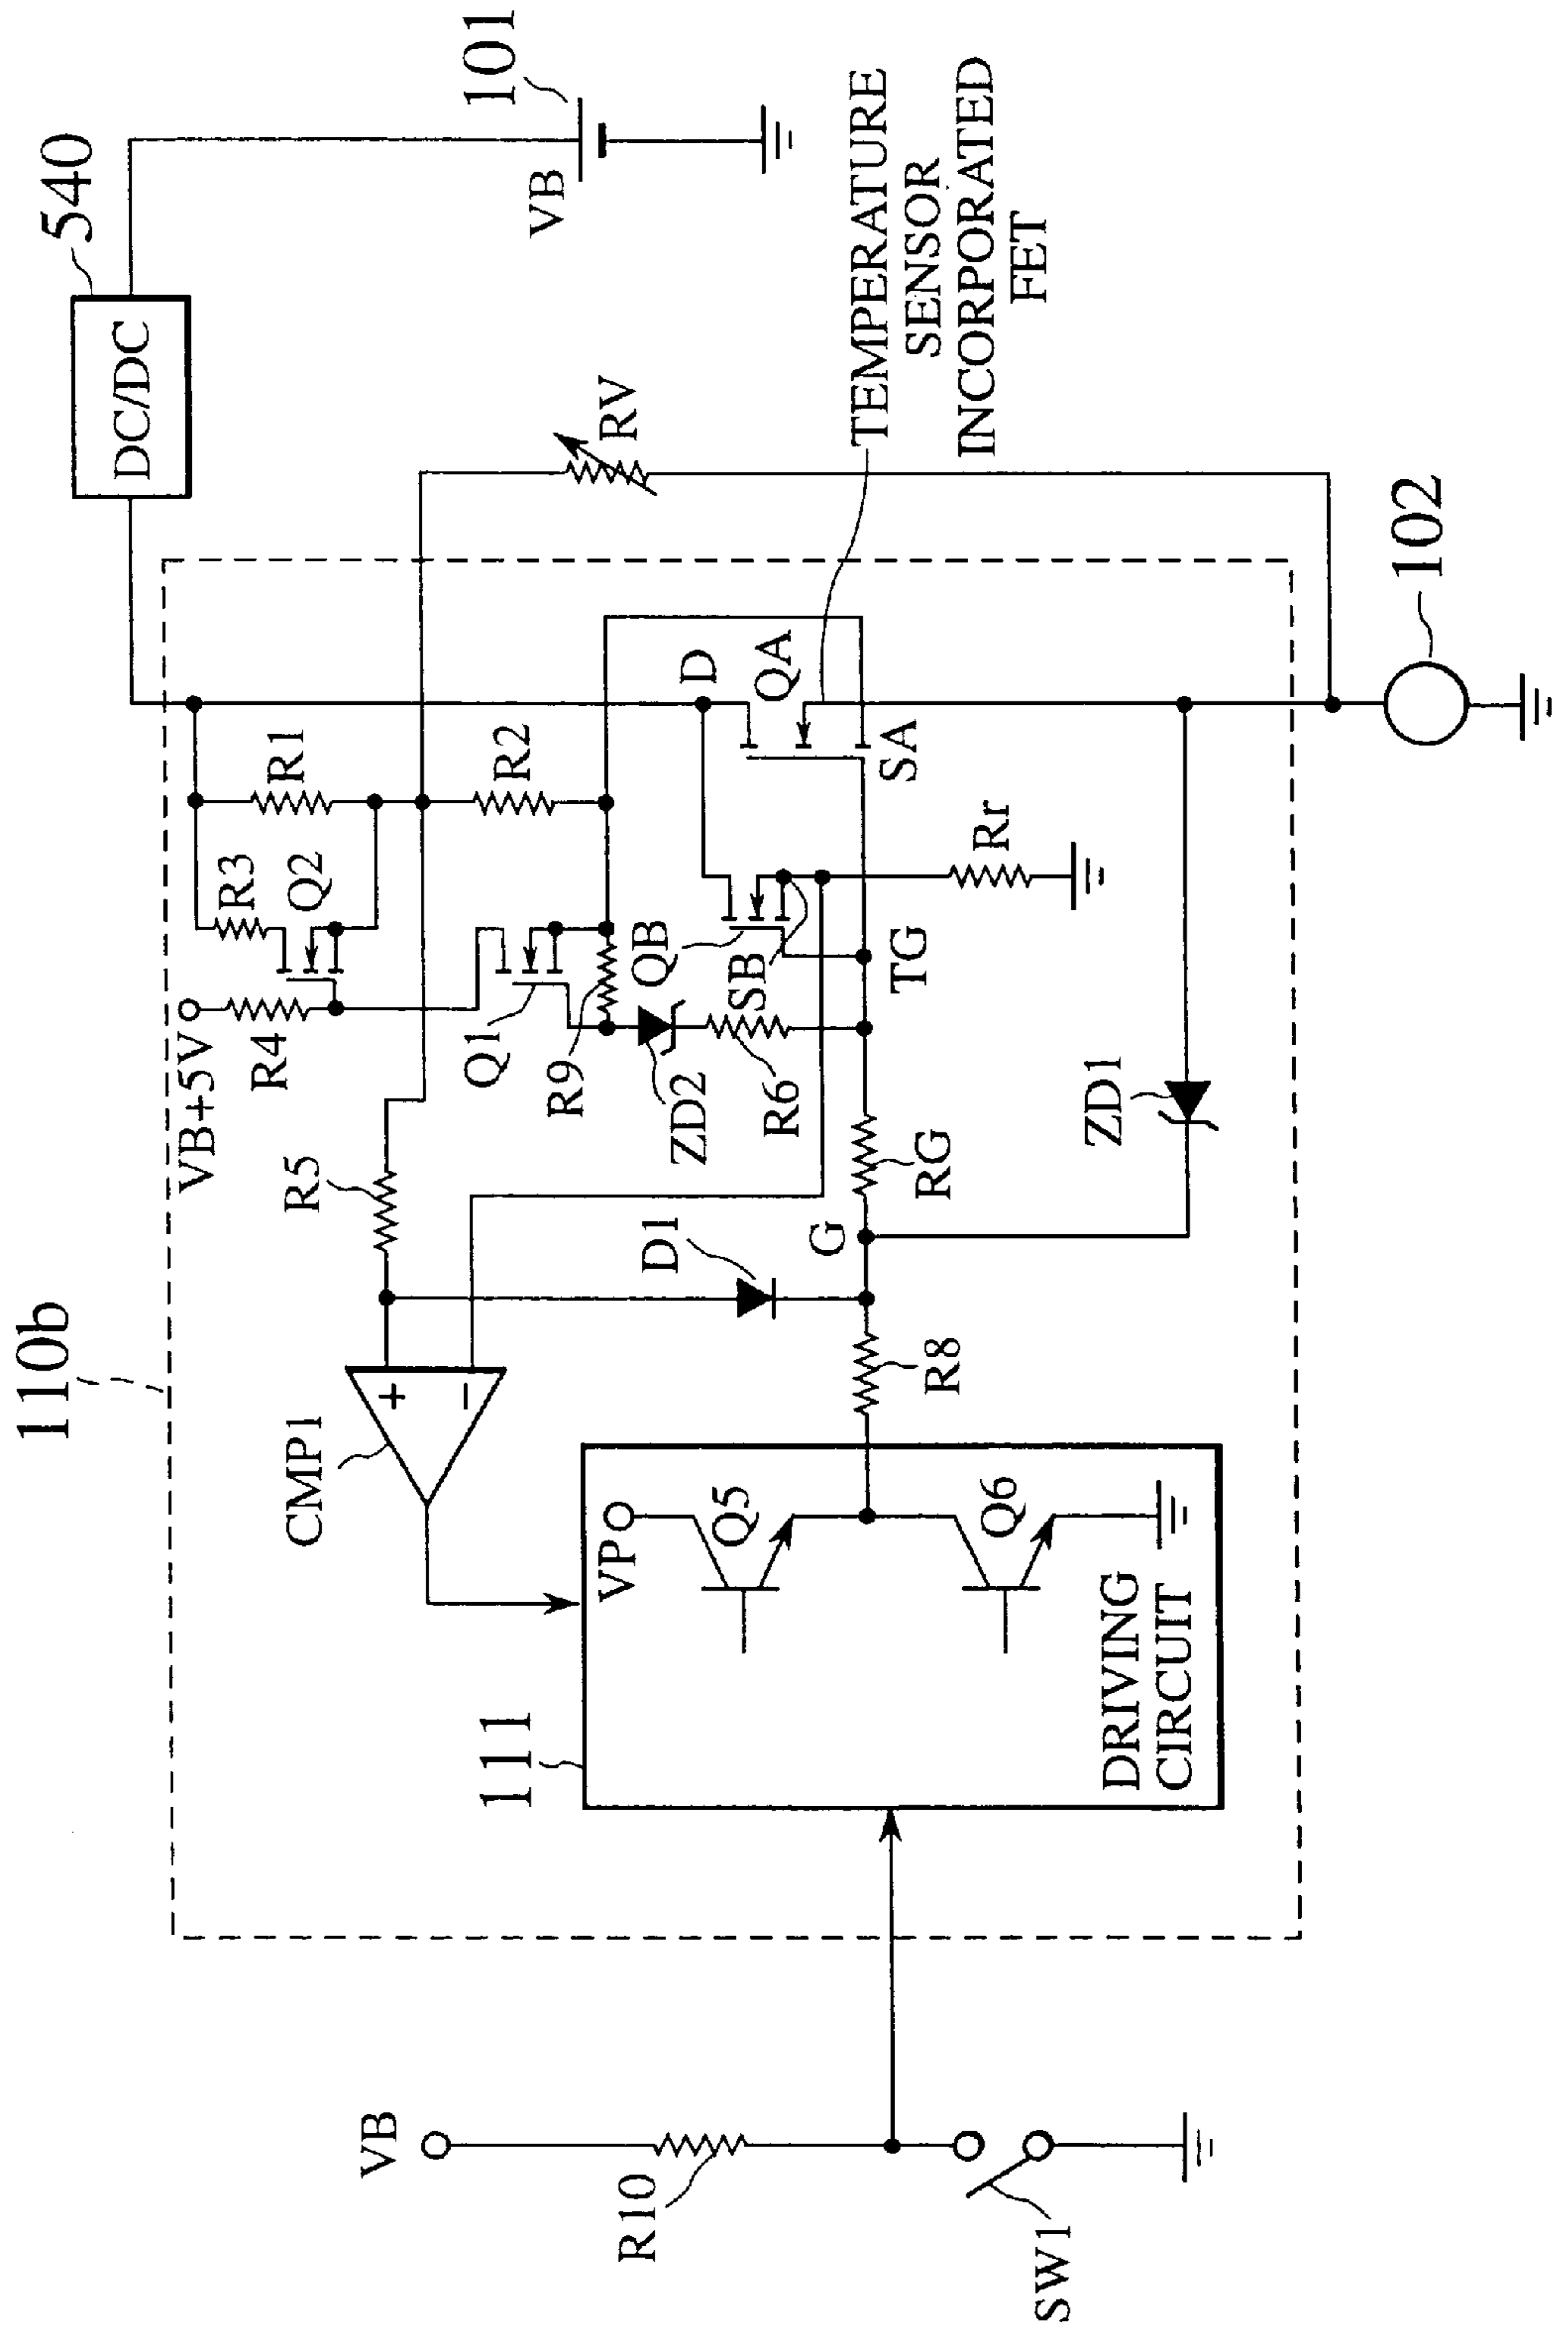 110b
540
DC/DC
101
VB
RV
TEMPERATURE
SENSOR
INCORPORATED
FET
102
D
QA
SA
R1
R2
R3
Q2
VB+5V
R4
Q1
R9
QB
SB
ZD2
R6
TG
Rr
R5
RG
G
ZD1
D1
CMP1
+
−
R8
111
VP
Q5
Q6
DRIVING
CIRCUIT
VB
R10
SW1